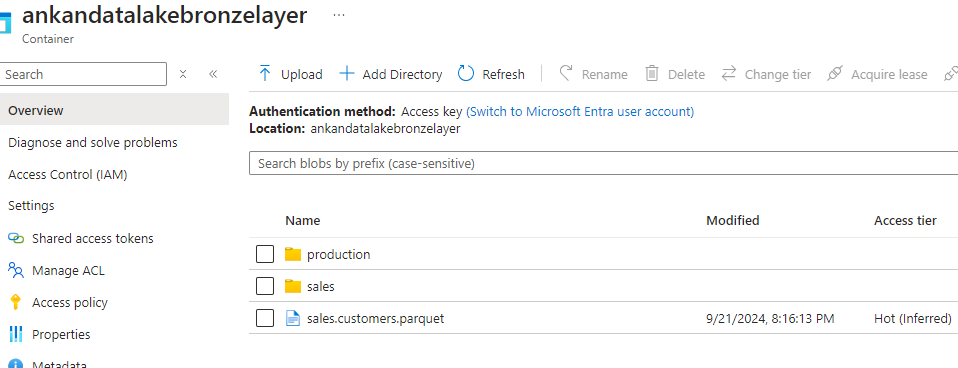 ankandatalakebronzelayer ...
Container
Search
Upload Add Directory Refresh Rename Delete Change tier Acquire lease
Overview
Diagnose and solve problems
Access Control (IAM)
Settings
Shared access tokens
Manage ACL
Access policy
Properties
Metadata
Authentication method: Access key (Switch to Microsoft Entra user account)
Location: ankandatalakebronzelayer
Search blobs by prefix (case-sensitive)
Name Modified Access tier
production
sales
sales.customers.parquet 9/21/2024, 8:16:13 PM Hot (Inferred)